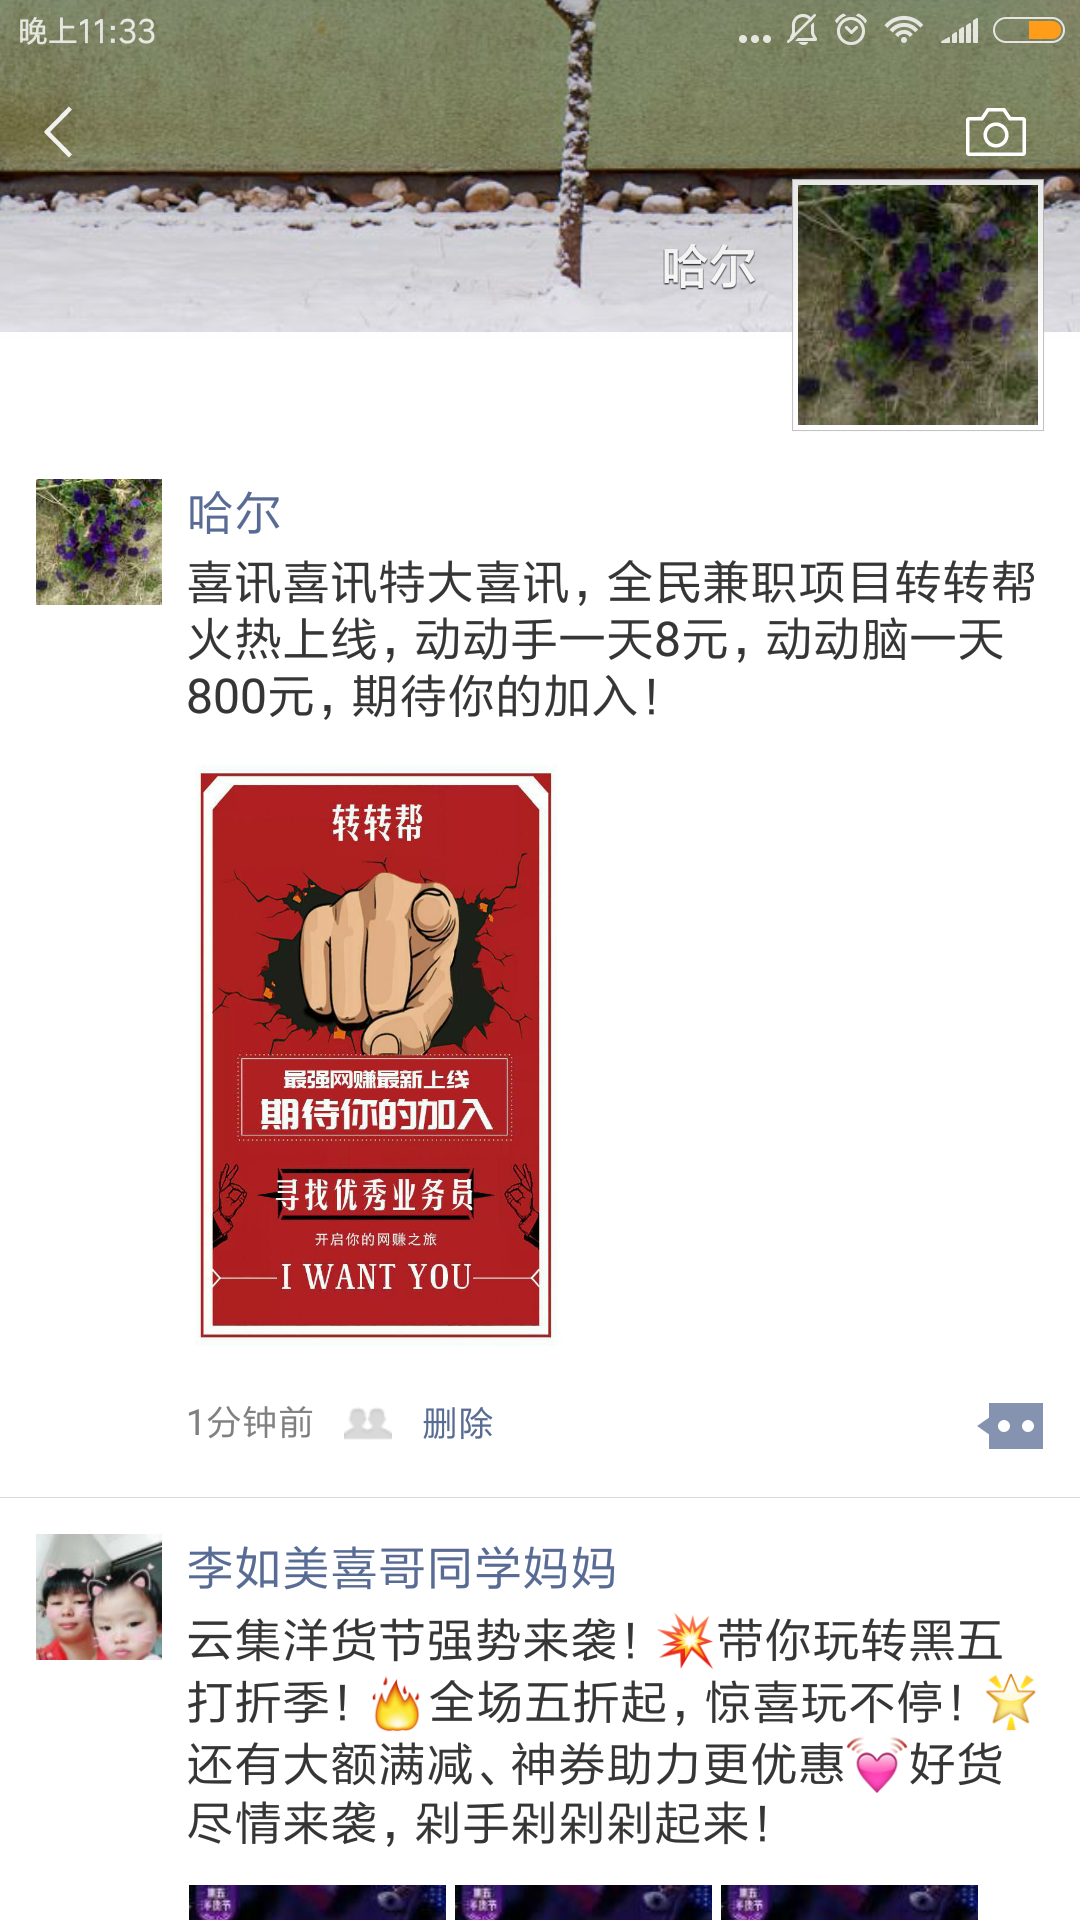 晚上11:33
哈尔
哈尔
喜讯喜讯特大喜讯，全民兼职项目转转帮
火热上线，动动手一天8元，动动脑一天
800元，期待你的加入！
转转帮
最强网赚最新上线
期待你的加入
寻找优秀业务员
开启你的网赚之旅
I WANT YOU
1分钟前
删除
李如美喜哥同学妈妈
云集洋货节强势来袭！💥带你玩转黑五
打折季！🔥全场五折起，惊喜玩不停！🌟
还有大额满减、神券助力更优惠💓好货
尽情来袭，剁手剁剁剁起来！